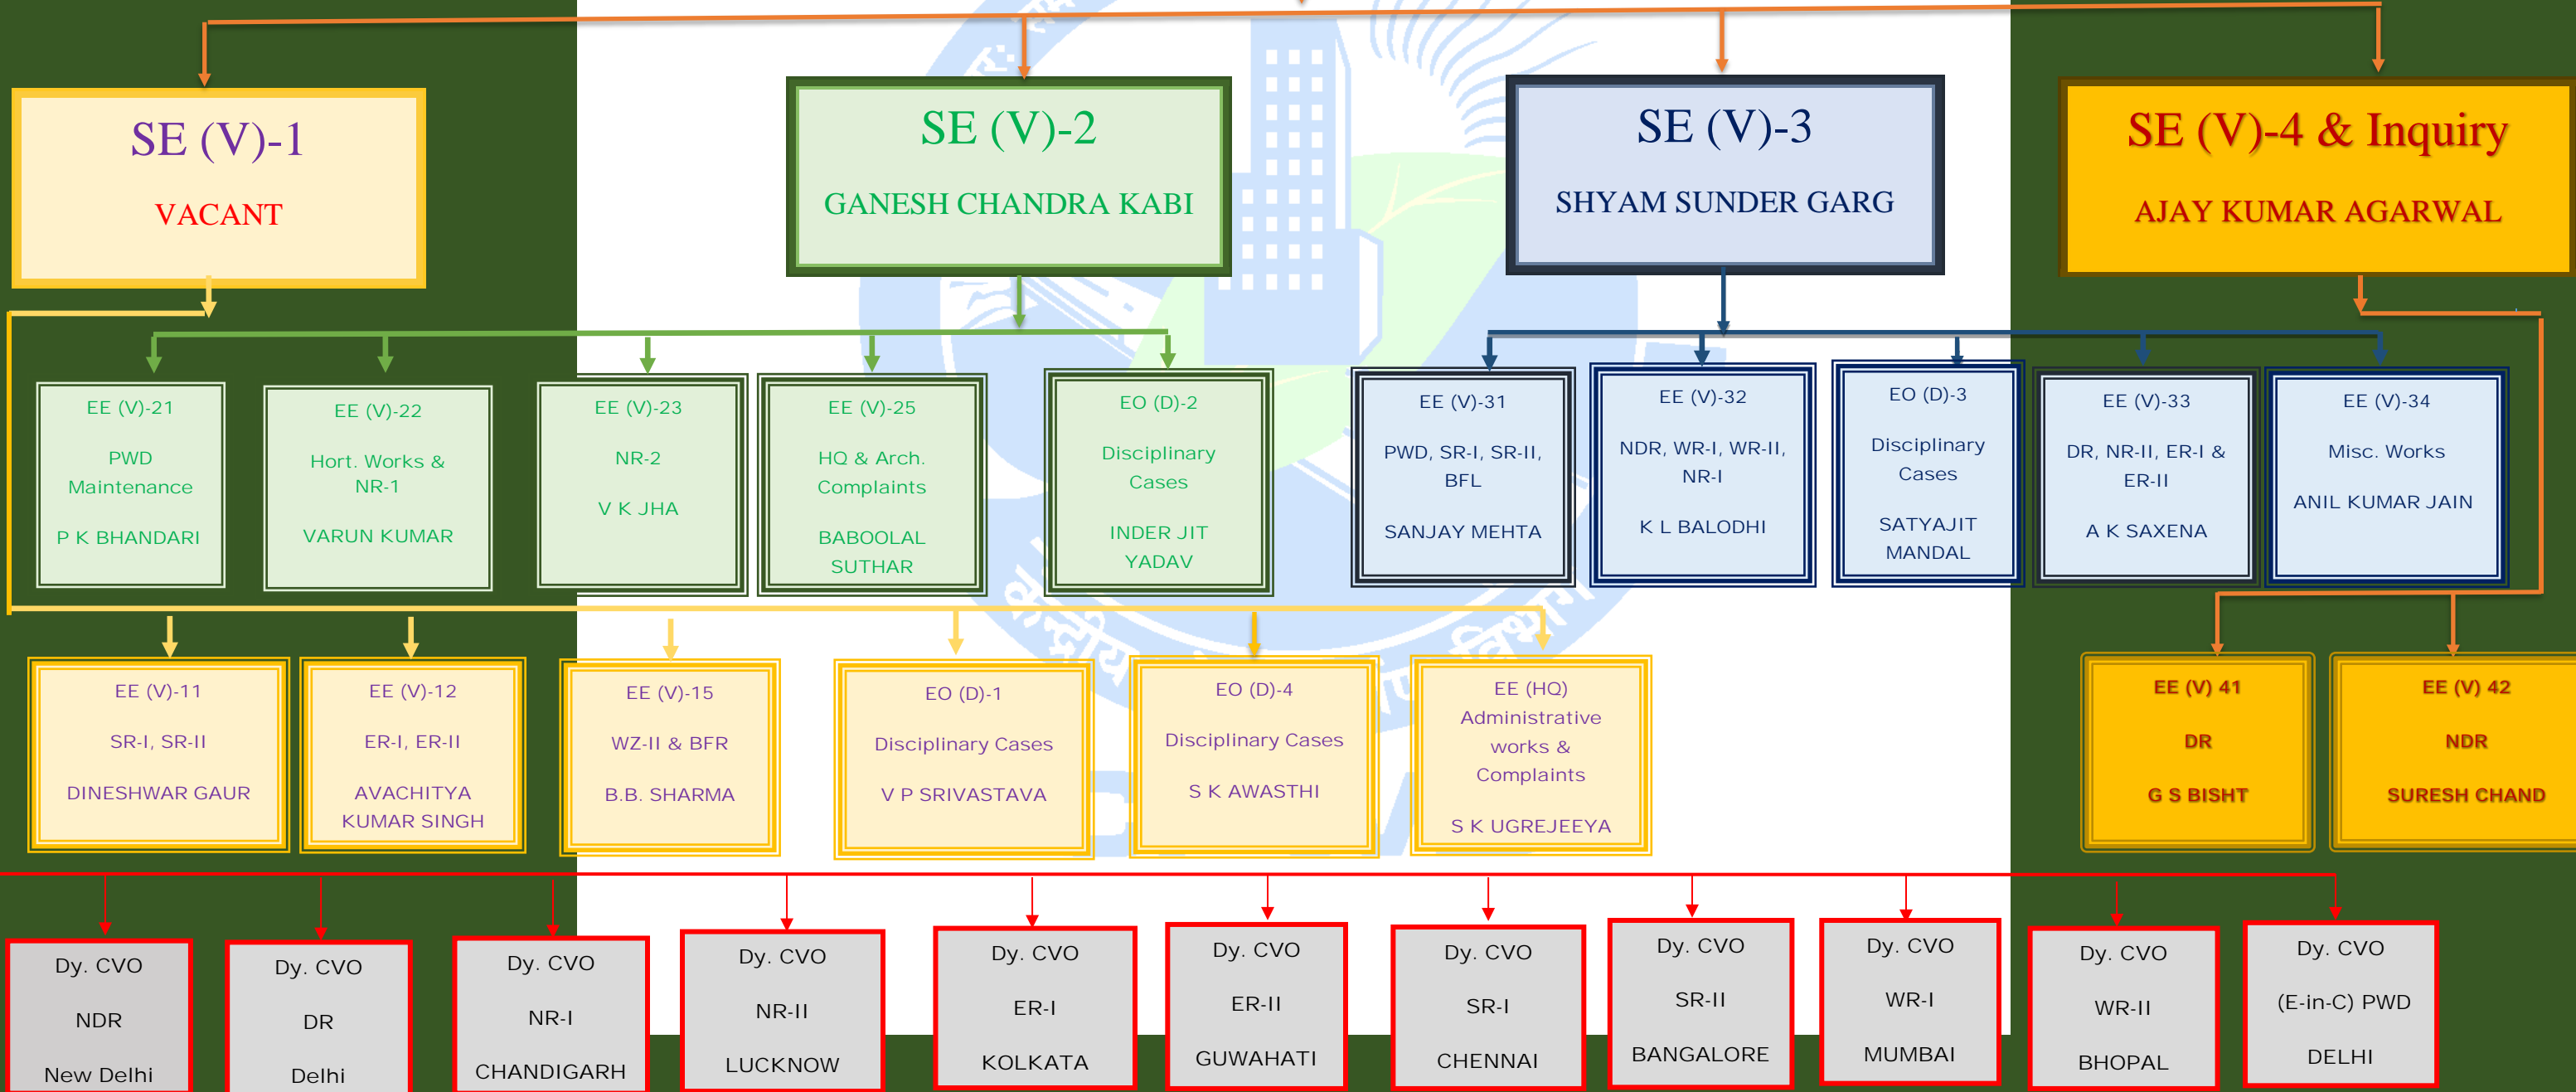 SE (V)-1
VACANT
SE (V)-2
GANESH CHANDRA KABI
SE (V)-3
SHYAM SUNDER GARG
SE (V)-4 & Inquiry
AJAY KUMAR AGARWAL
EE (V)-21
PWD
Maintenance
P K BHANDARI
EE (V)-22
Hort. Works &
NR-1
VARUN KUMAR
EE (V)-23
NR-2
V K JHA
EE (V)-25
HQ & Arch.
Complaints
BABOOLAL
SUTHAR
EO (D)-2
Disciplinary
Cases
INDER JIT
YADAV
EE (V)-31
PWD, SR-I, SR-II,
BFL
SANJAY MEHTA
EE (V)-32
NDR, WR-I, WR-II,
NR-I
K L BALODHI
EO (D)-3
Disciplinary
Cases
SATYAJIT
MANDAL
EE (V)-33
DR, NR-II, ER-I &
ER-II
A K SAXENA
EE (V)-34
Misc. Works
ANIL KUMAR JAIN
EE (V)-11
SR-I, SR-II
DINESHWAR GAUR
EE (V)-12
ER-I, ER-II
AVACHITYA
KUMAR SINGH
EE (V)-15
WZ-II & BFR
B.B. SHARMA
EO (D)-1
Disciplinary Cases
V P SRIVASTAVA
EO (D)-4
Disciplinary Cases
S K AWASTHI
EE (HQ)
Administrative
works &
Complaints
S K UGREJEEYA
EE (V) 41
DR
G S BISHT
EE (V) 42
NDR
SURESH CHAND
Dy. CVO
NDR
New Delhi
Dy. CVO
DR
Delhi
Dy. CVO
NR-I
CHANDIGARH
Dy. CVO
NR-II
LUCKNOW
Dy. CVO
ER-I
KOLKATA
Dy. CVO
ER-II
GUWAHATI
Dy. CVO
SR-I
CHENNAI
Dy. CVO
SR-II
BANGALORE
Dy. CVO
WR-I
MUMBAI
Dy. CVO
WR-II
BHOPAL
Dy. CVO
(E-in-C) PWD
DELHI